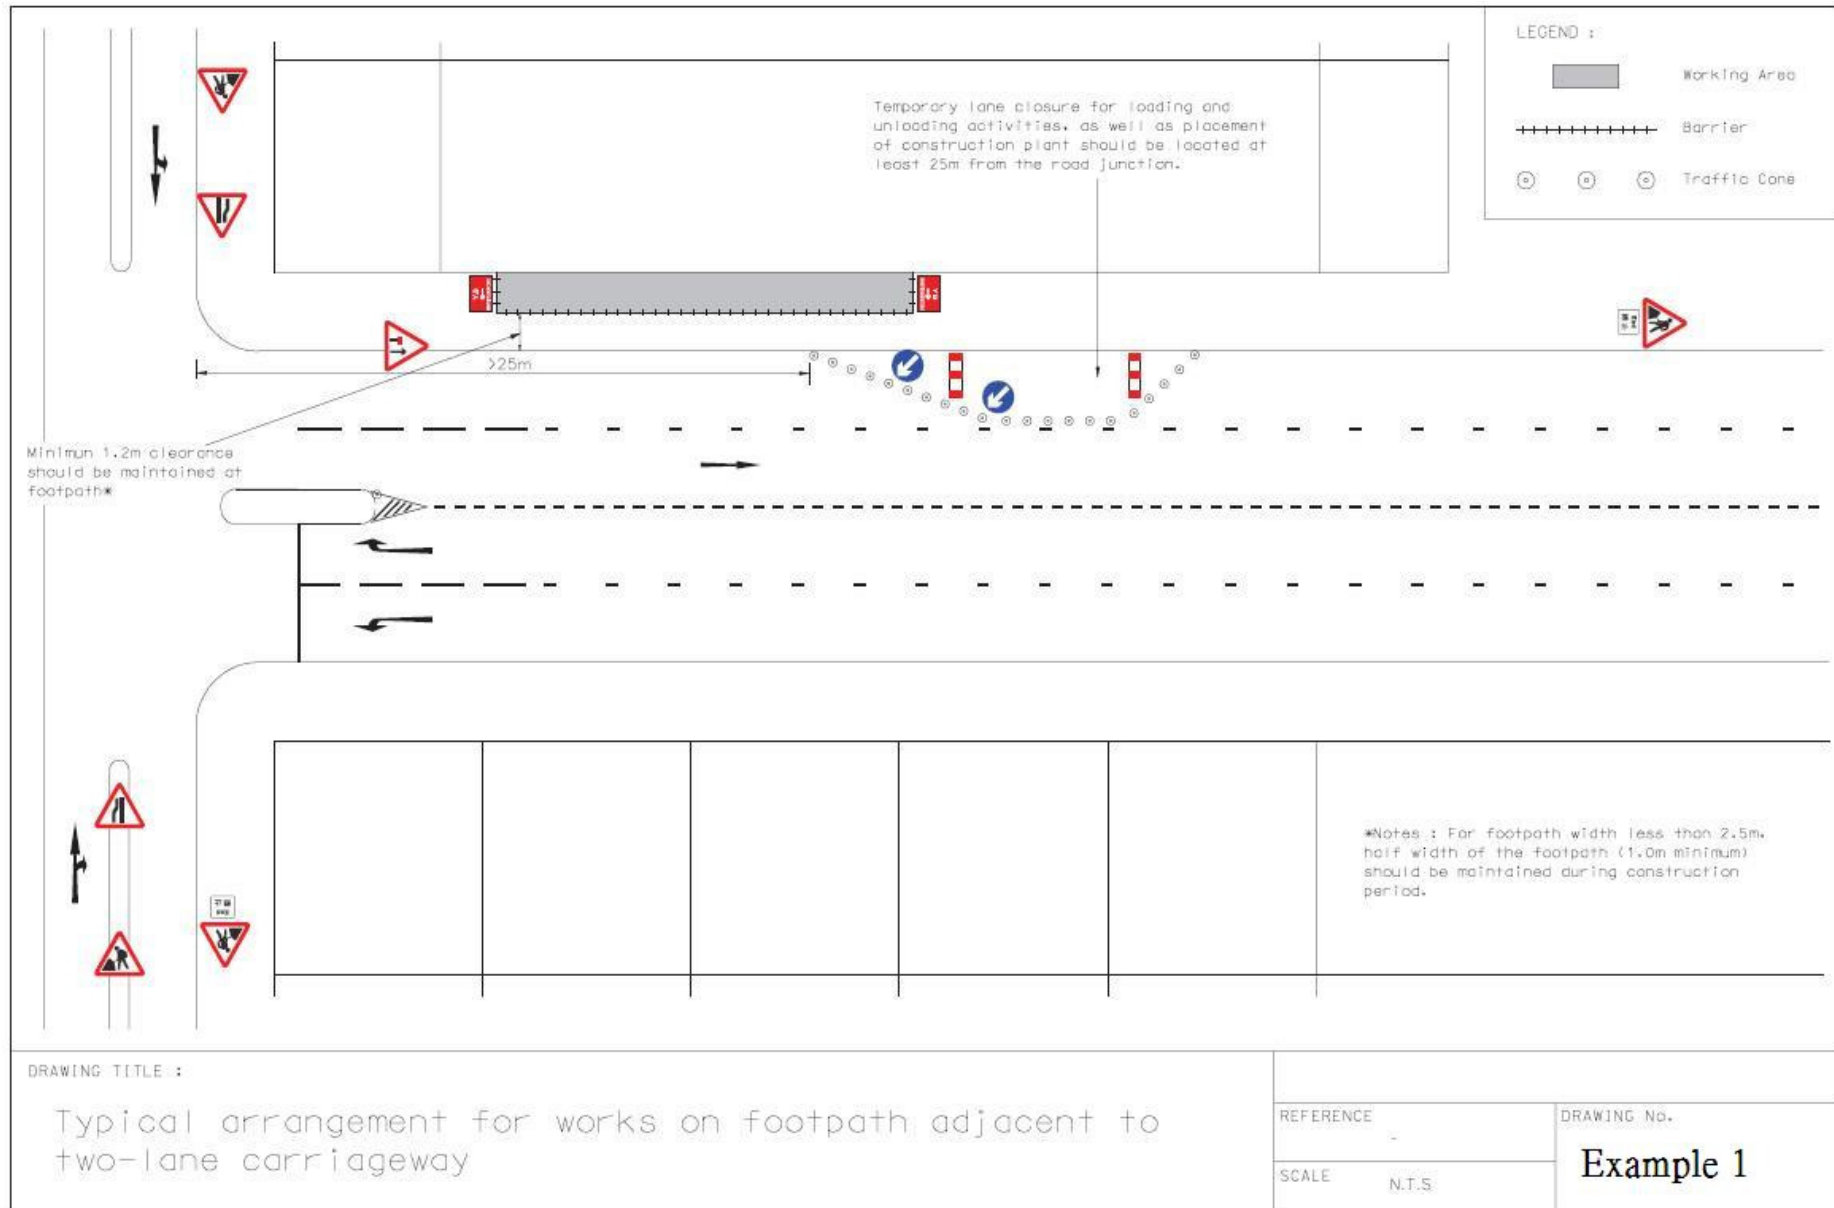 LEGEND :
Working Area
Barrier
Traffic Cone
Temporary lane closure for loading and
unloading activities, as well as placement
of construction plant should be located at
least 25m from the road junction.
>25m
Minimun 1.2m clearance
should be maintained at
footpath*
*Notes : For footpath width less than 2.5m,
half width of the footpath (1.0m minimum)
should be maintained during construction
period.
DRAWING TITLE :
Typical arrangement for works on footpath adjacent to
two-lane carriageway
REFERENCE
-
SCALE
N.T.S
DRAWING No.
Example 1